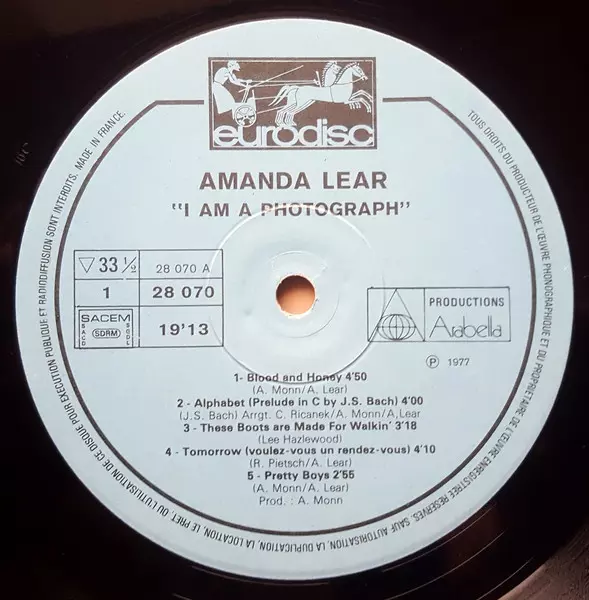 eurodisc
AMANDA LEAR
"I AM A PHOTOGRAPH"
▽ 33 1/2 28 070 A
1 28 070
SACEM SACD SDRM SGDL 19'13
PRODUCTIONS
Arabella
Ⓟ 1977
1- Blood and Honey 4'50
(A. Monn/A. Lear)
2 - Alphabet (Prelude in C by J.S. Bach) 4'00
(J.S. Bach) Arrgt. C. Ricanek/A. Monn/A,Lear
3 - These Boots are Made For Walkin' 3'18
(Lee Hazlewood)
4 - Tomorrow (voulez-vous un rendez-vous) 4'10
(R. Pietsch/A. Lear)
5 - Pretty Boys 2'55
(A. Monn/A. Lear)
Prod. : A. Monn
TOUS DROITS DU PRODUCTEUR DE L'ŒUVRE PHONOGRAPHIQUE ET DU PROPRIETAIRE DE L'ŒUVRE ENREGISTREE RESERVES. SAUF AUTORISATION, LA DUPLICATION, LA LOCATION, LE PRET, OU L'UTILISATION DE CE DISQUE POUR EXECUTION PUBLIQUE ET RADIODIFFUSION SONT INTERDITS. MADE IN FRANCE.